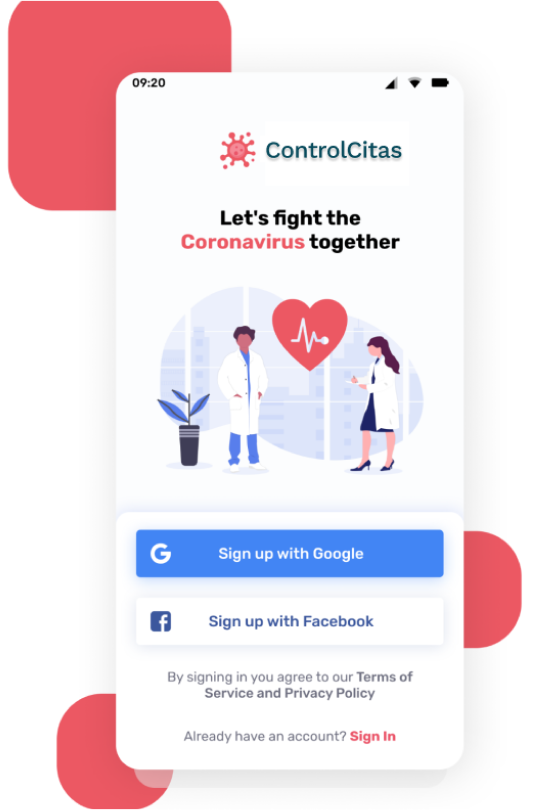 09:20
ControlCitas
Let's fight the
Coronavirus together
Sign up with Google
Sign up with Facebook
By signing in you agree to our Terms of
Service and Privacy Policy
Already have an account? Sign In